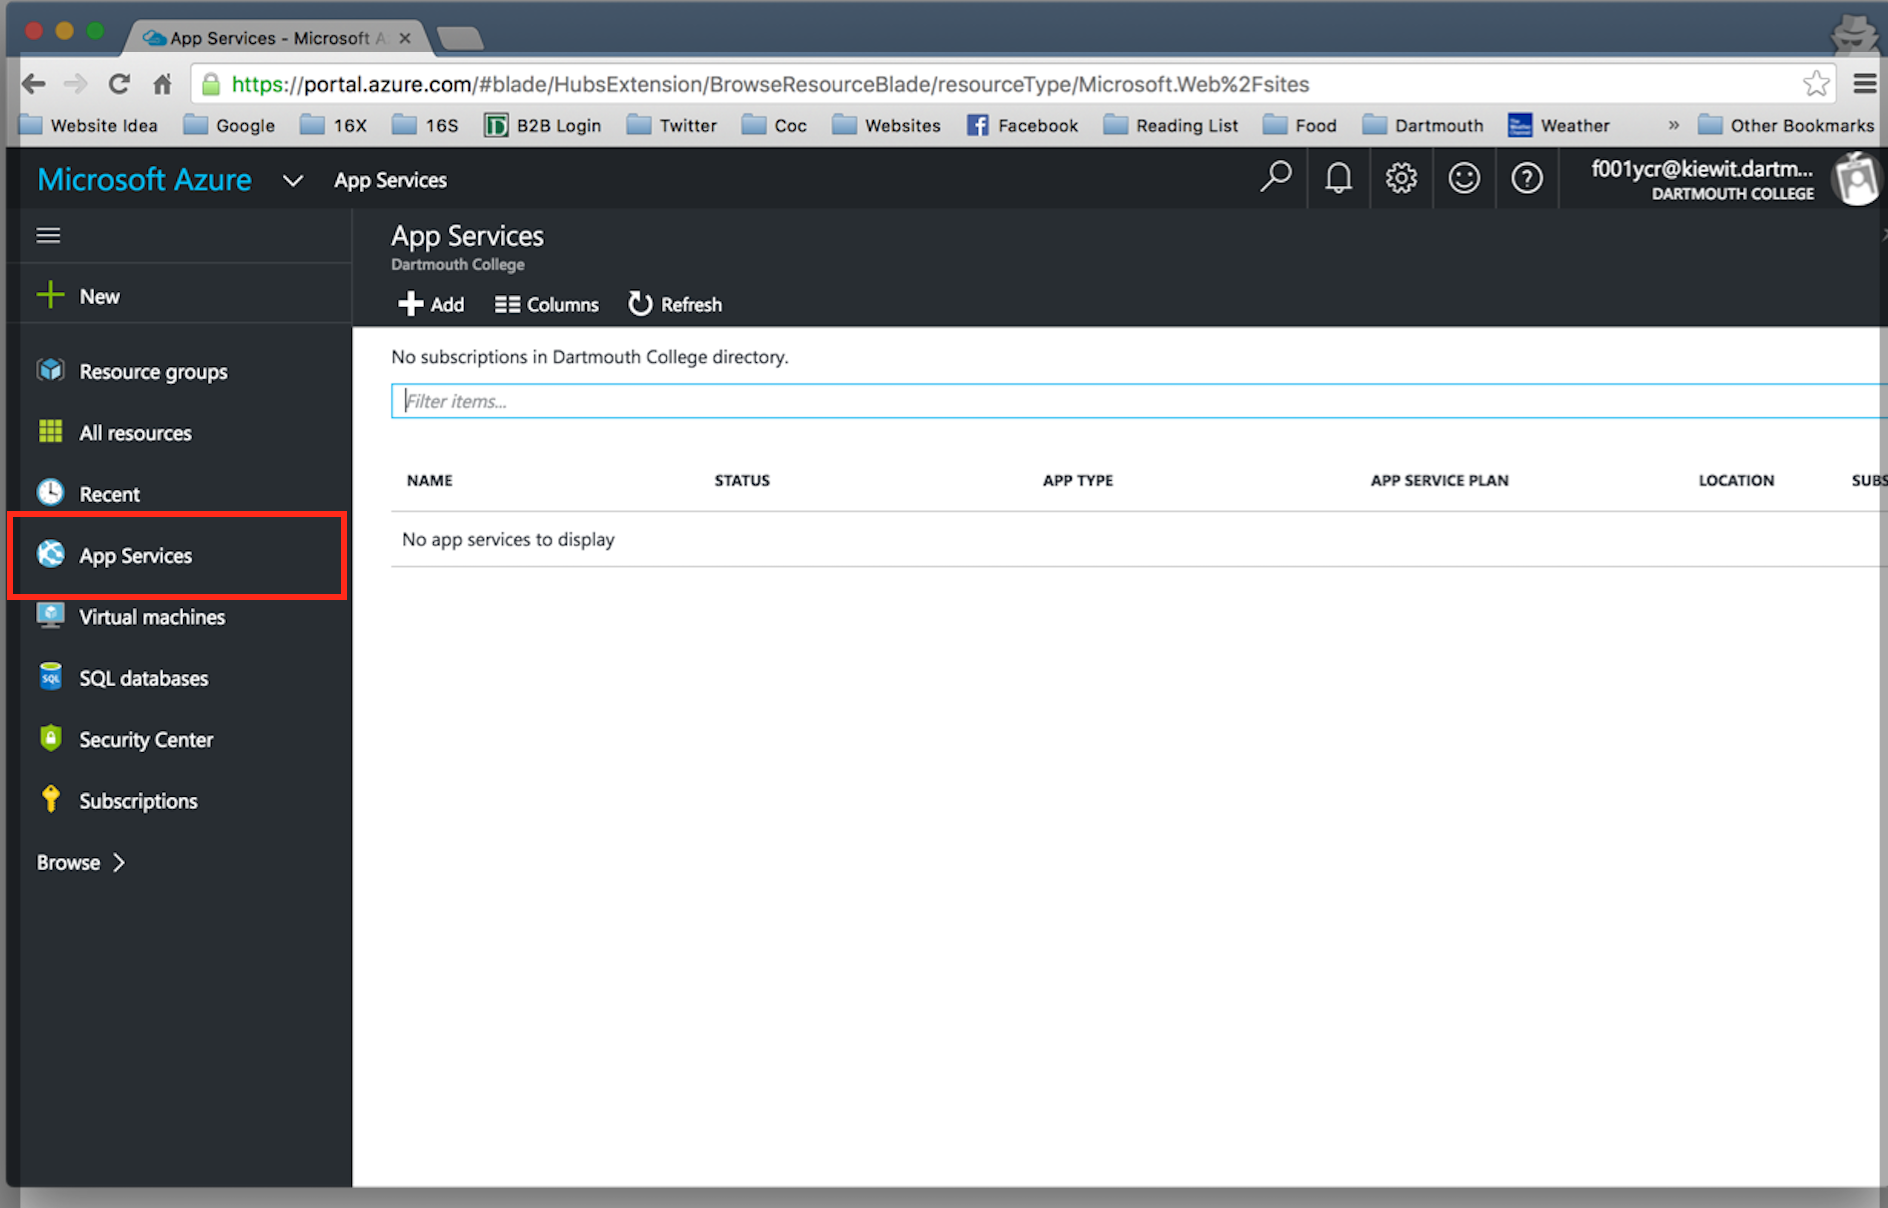 App Services - Microsoft A
https://portal.azure.com/#blade/HubsExtension/BrowseResourceBlade/resourceType/Microsoft.Web%2Fsites
Website Idea Google 16X 16S B2B Login Twitter Coc Websites Facebook Reading List Food Dartmouth Weather » Other Bookmarks
Microsoft Azure App Services
f001ycr@kiewit.dartm...
DARTMOUTH COLLEGE
App Services
Dartmouth College
Add Columns Refresh
New
Resource groups
All resources
Recent
App Services
Virtual machines
SQL databases
Security Center
Subscriptions
Browse
No subscriptions in Dartmouth College directory.
Filter items...
NAME STATUS APP TYPE APP SERVICE PLAN LOCATION SUBS
No app services to display